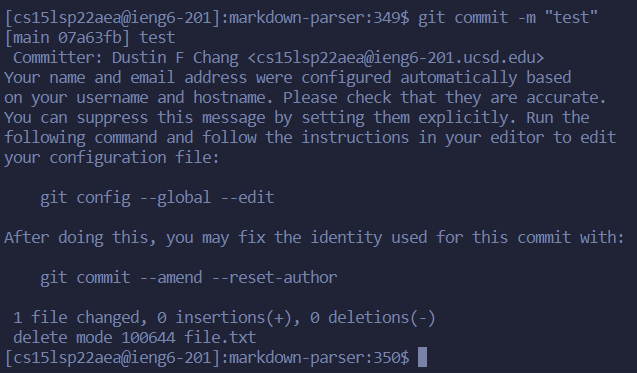 [cs15lsp22aea@ieng6-201]:markdown-parser:349$ git commit -m "test"
[main 07a63fb] test
 Committer: Dustin F Chang <cs15lsp22aea@ieng6-201.ucsd.edu>
Your name and email address were configured automatically based
on your username and hostname. Please check that they are accurate.
You can suppress this message by setting them explicitly. Run the
following command and follow the instructions in your editor to edit
your configuration file:

    git config --global --edit

After doing this, you may fix the identity used for this commit with:

    git commit --amend --reset-author

 1 file changed, 0 insertions(+), 0 deletions(-)
 delete mode 100644 file.txt
[cs15lsp22aea@ieng6-201]:markdown-parser:350$